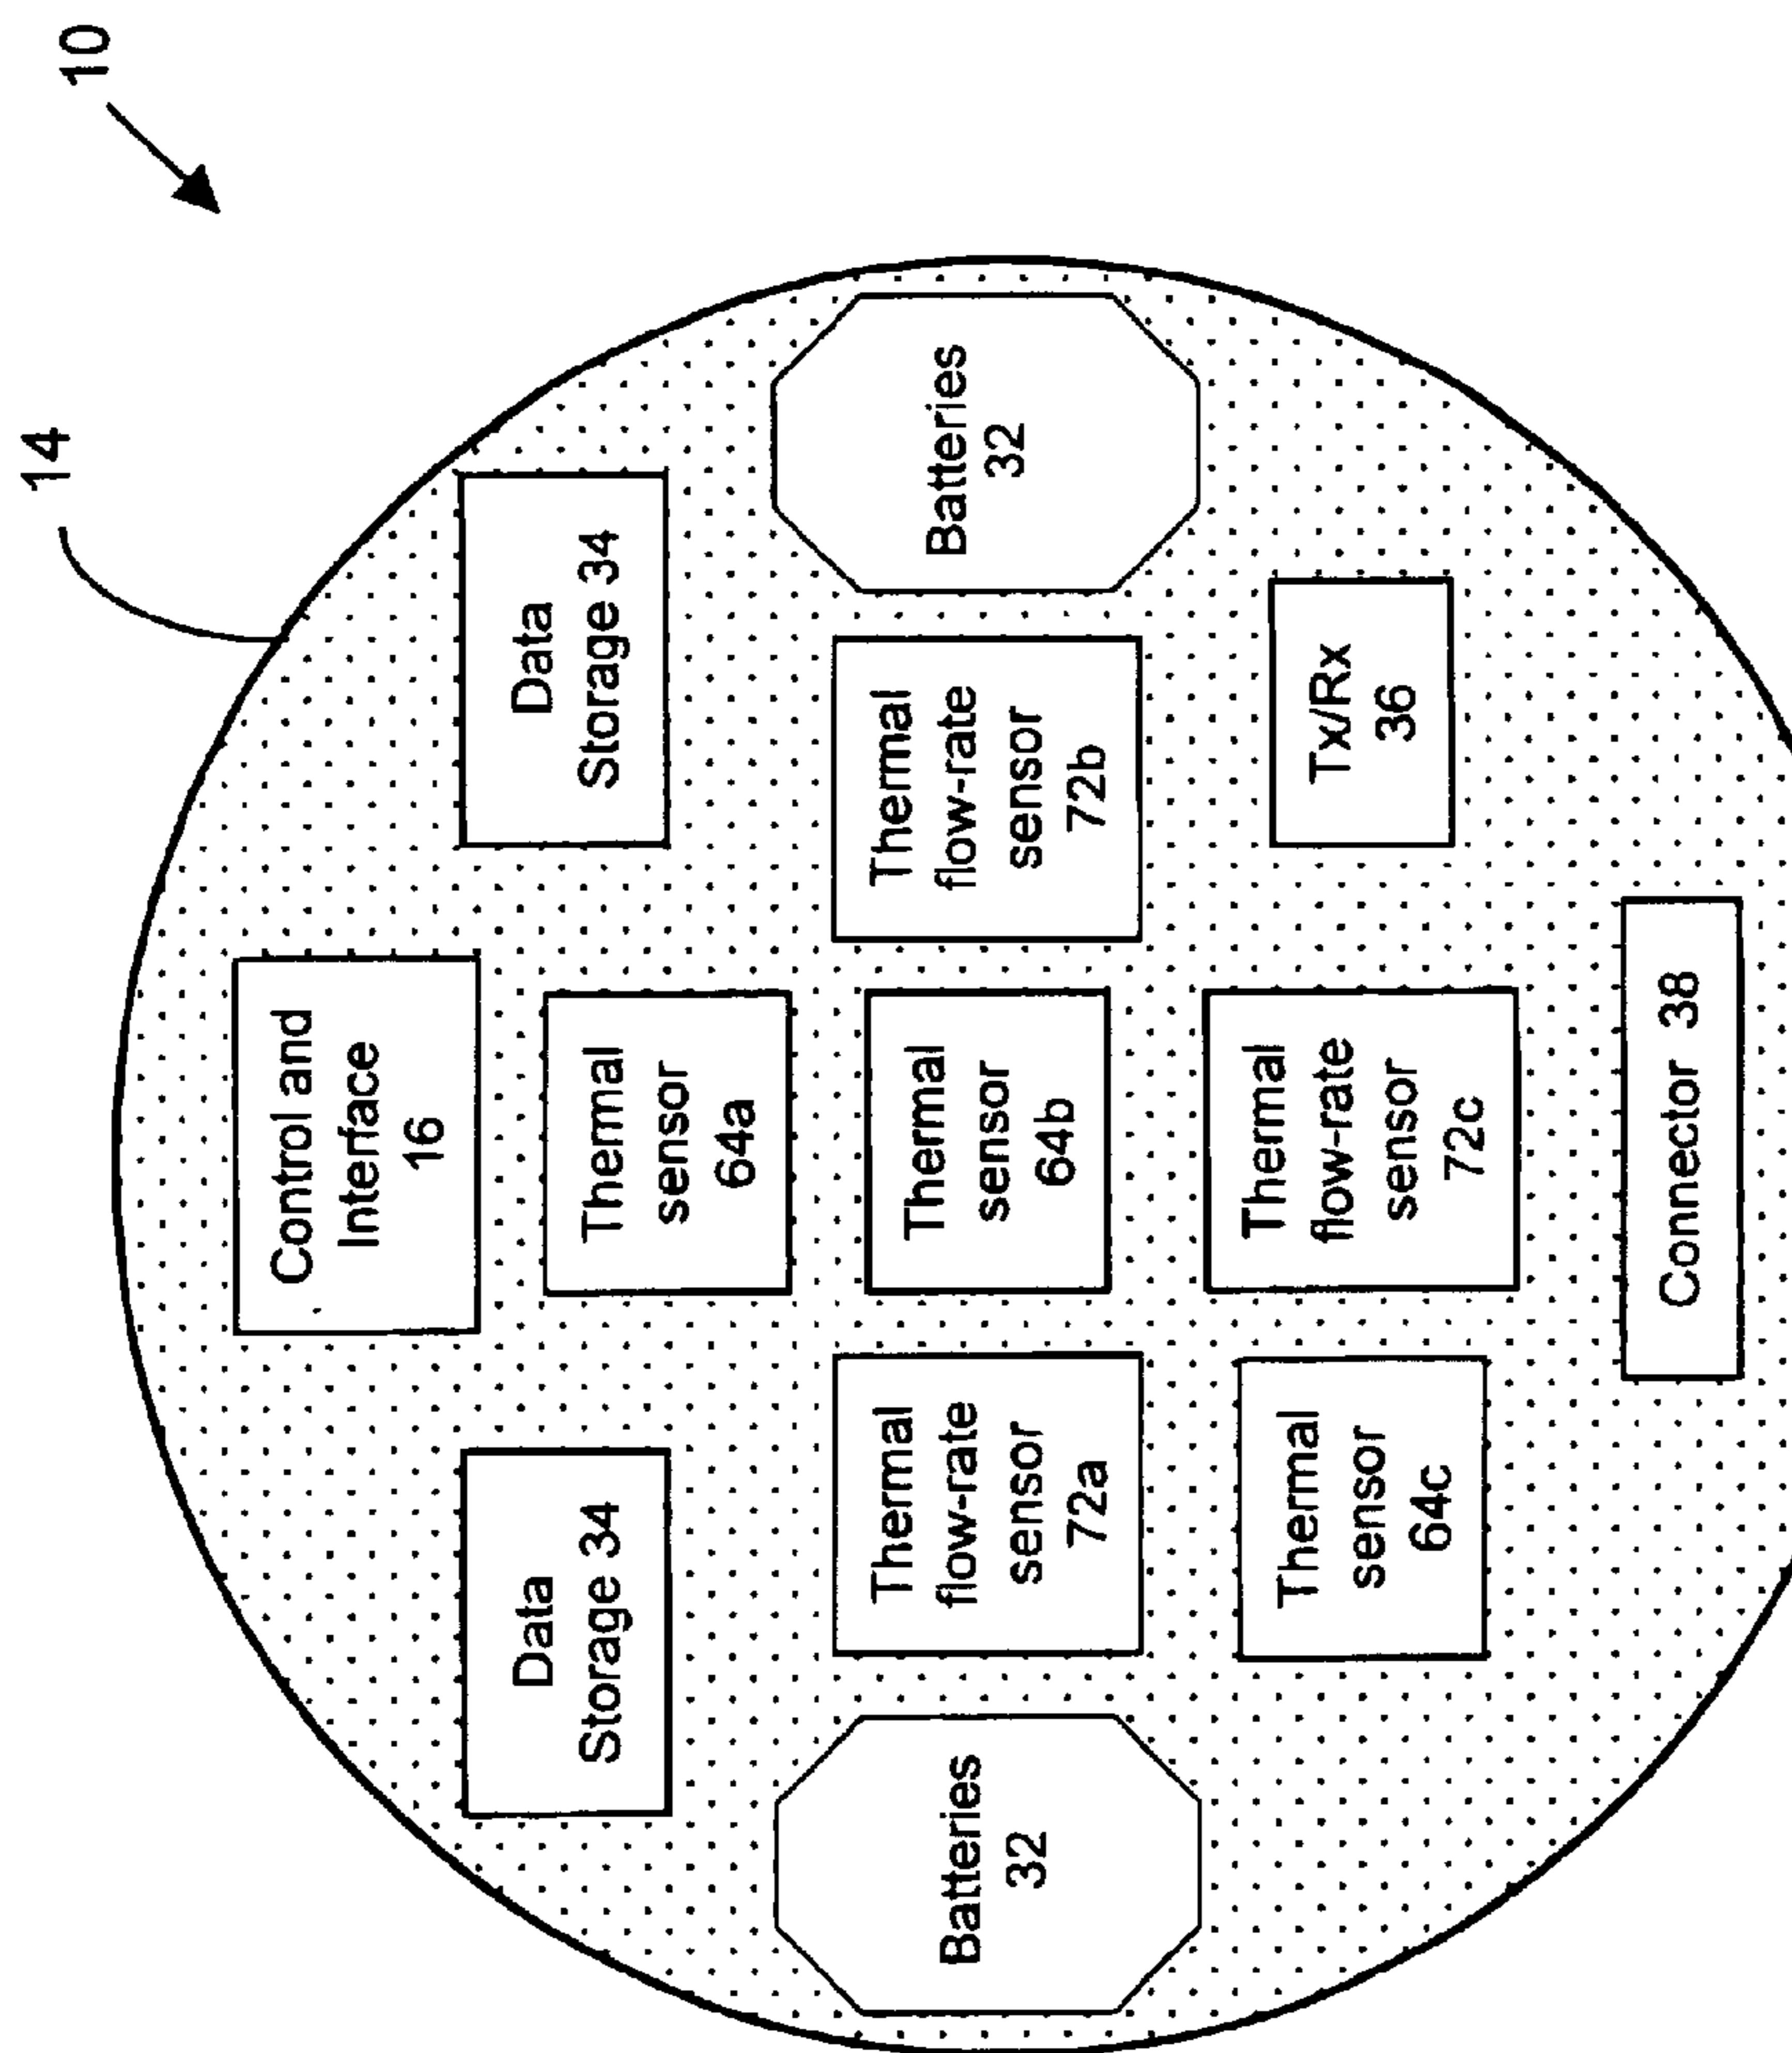 10
14
Control and
Interface
16
Data
Storage 34
Data
Storage 34
Thermal
sensor
64a
Batteries
32
Thermal
flow-rate
sensor
72a
Thermal
sensor
64b
Thermal
flow-rate
sensor
72b
Batteries
32
Thermal
sensor
64c
Thermal
flow-rate
sensor
72c
Tx/Rx
36
Connector 38